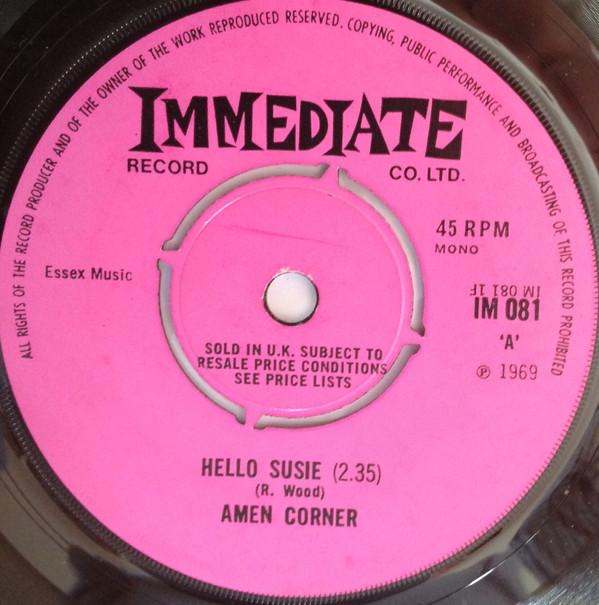 ALL RIGHTS OF THE RECORD PRODUCER AND OF THE OWNER OF THE WORK REPRODUCED RESERVED. COPYING, PUBLIC PERFORMANCE AND BROADCASTING OF THIS RECORD PROHIBITED
IMMEDIATE
RECORD CO. LTD.
45 RPM
MONO
Essex Music
IM 081 1F
IM 081
'A'
℗ 1969
SOLD IN U.K. SUBJECT TO
RESALE PRICE CONDITIONS
SEE PRICE LISTS
HELLO SUSIE (2.35)
(R. Wood)
AMEN CORNER